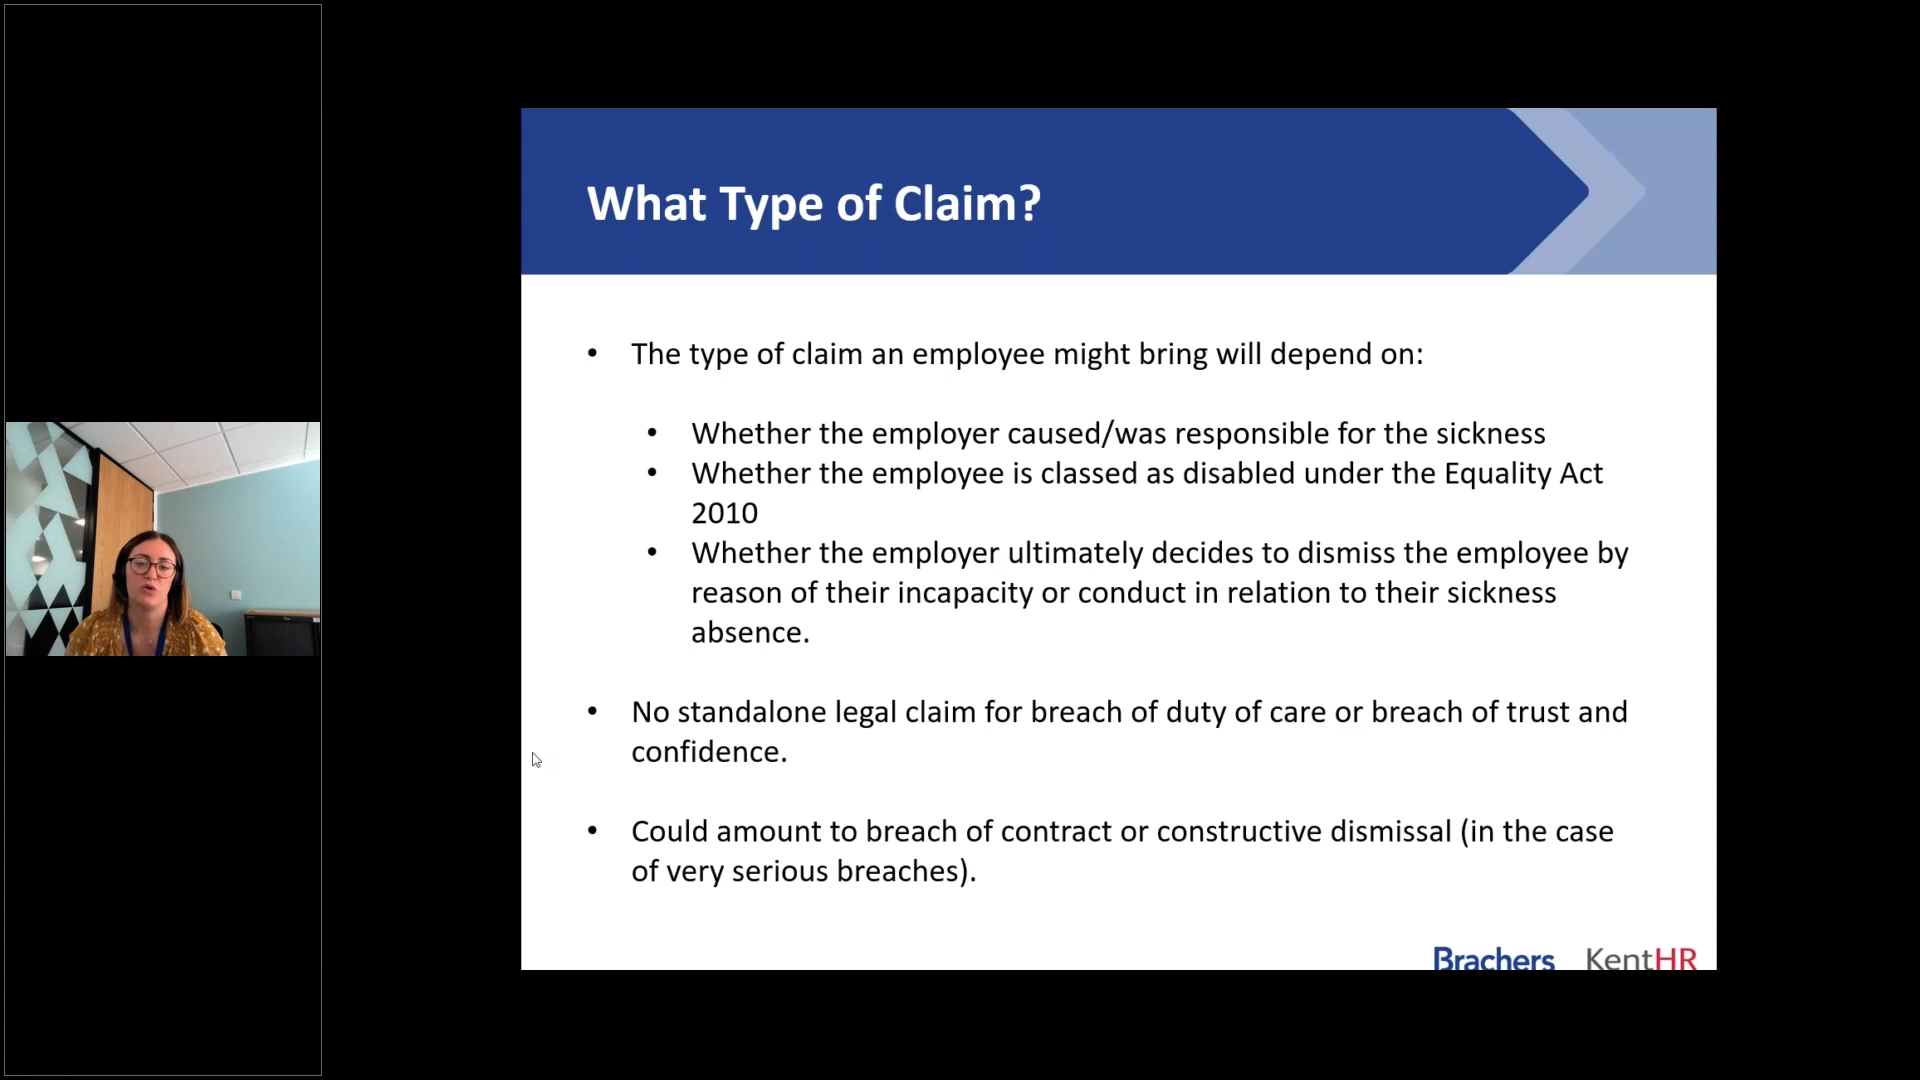 What Type of Claim?
• The type of claim an employee might bring will depend on:
• Whether the employer caused/was responsible for the sickness
• Whether the employee is classed as disabled under the Equality Act
2010
• Whether the employer ultimately decides to dismiss the employee by
reason of their incapacity or conduct in relation to their sickness
absence.
• No standalone legal claim for breach of duty of care or breach of trust and
confidence.
• Could amount to breach of contract or constructive dismissal (in the case
of very serious breaches).
Brachers KentHR